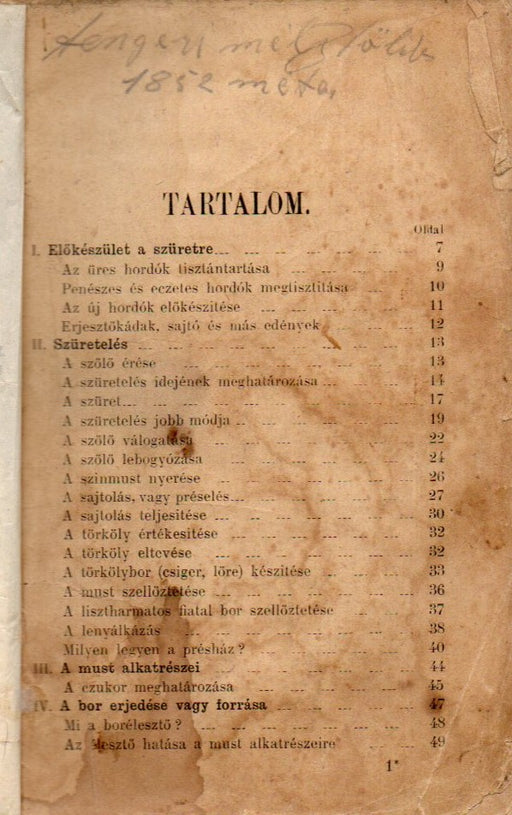 tengeri
1852
TARTALOM.
Oldal
I. Előkészület a szüretre 7
Az üres hordók tisztántartása 9
Penészes és eczetes hordók megtisztitása 10
Az új hordók előkészitése 11
Erjesztőkádak, sajtó és más edények 12
II. Szüretelés 13
A szőlő érése 13
A szüretelés idejének meghatározása 14
A szüret 17
A szüretelés jobb módja 19
A szőlő válogatása 22
A szőlő lebogyózása 24
A szinmust nyerése 26
A sajtolás, vagy préselés 27
A sajtolás teljesitése 30
A törköly értékesitése 32
A törköly eltevése 32
A törkölybor (csiger, lőre) készitése 33
A must szellőztetése 36
A lisztharmatos fiatal bor szellőztetése 37
A lenyálkázás 38
Milyen legyen a présház? 40
III. A must alkatrészei 44
A czukor meghatározása 45
IV. A bor erjedése vagy forrása 47
Mi a borélesztő? 48
Az élesztő hatása a must alkatrészeire 49
1*